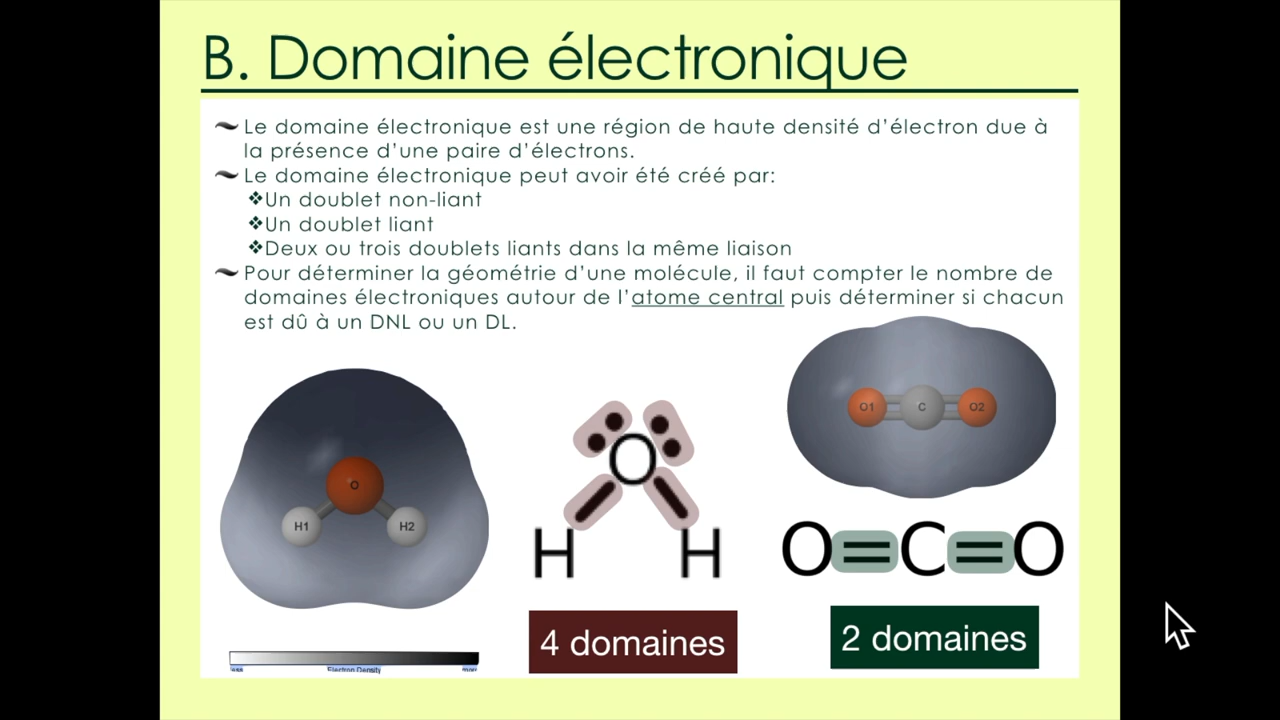 B. Domaine électronique
Le domaine électronique est une région de haute densité d'électron due à
la présence d'une paire d'électrons.
Le domaine électronique peut avoir été créé par:
❖Un doublet non-liant
❖Un doublet liant
❖Deux ou trois doublets liants dans la même liaison
Pour déterminer la géométrie d'une molécule, il faut compter le nombre de
domaines électroniques autour de l'atome central puis déterminer si chacun
est dû à un DNL ou un DL.
O
H1 H2
Electron Density
O
H H
4 domaines
O1 C O2
O=C=O
2 domaines